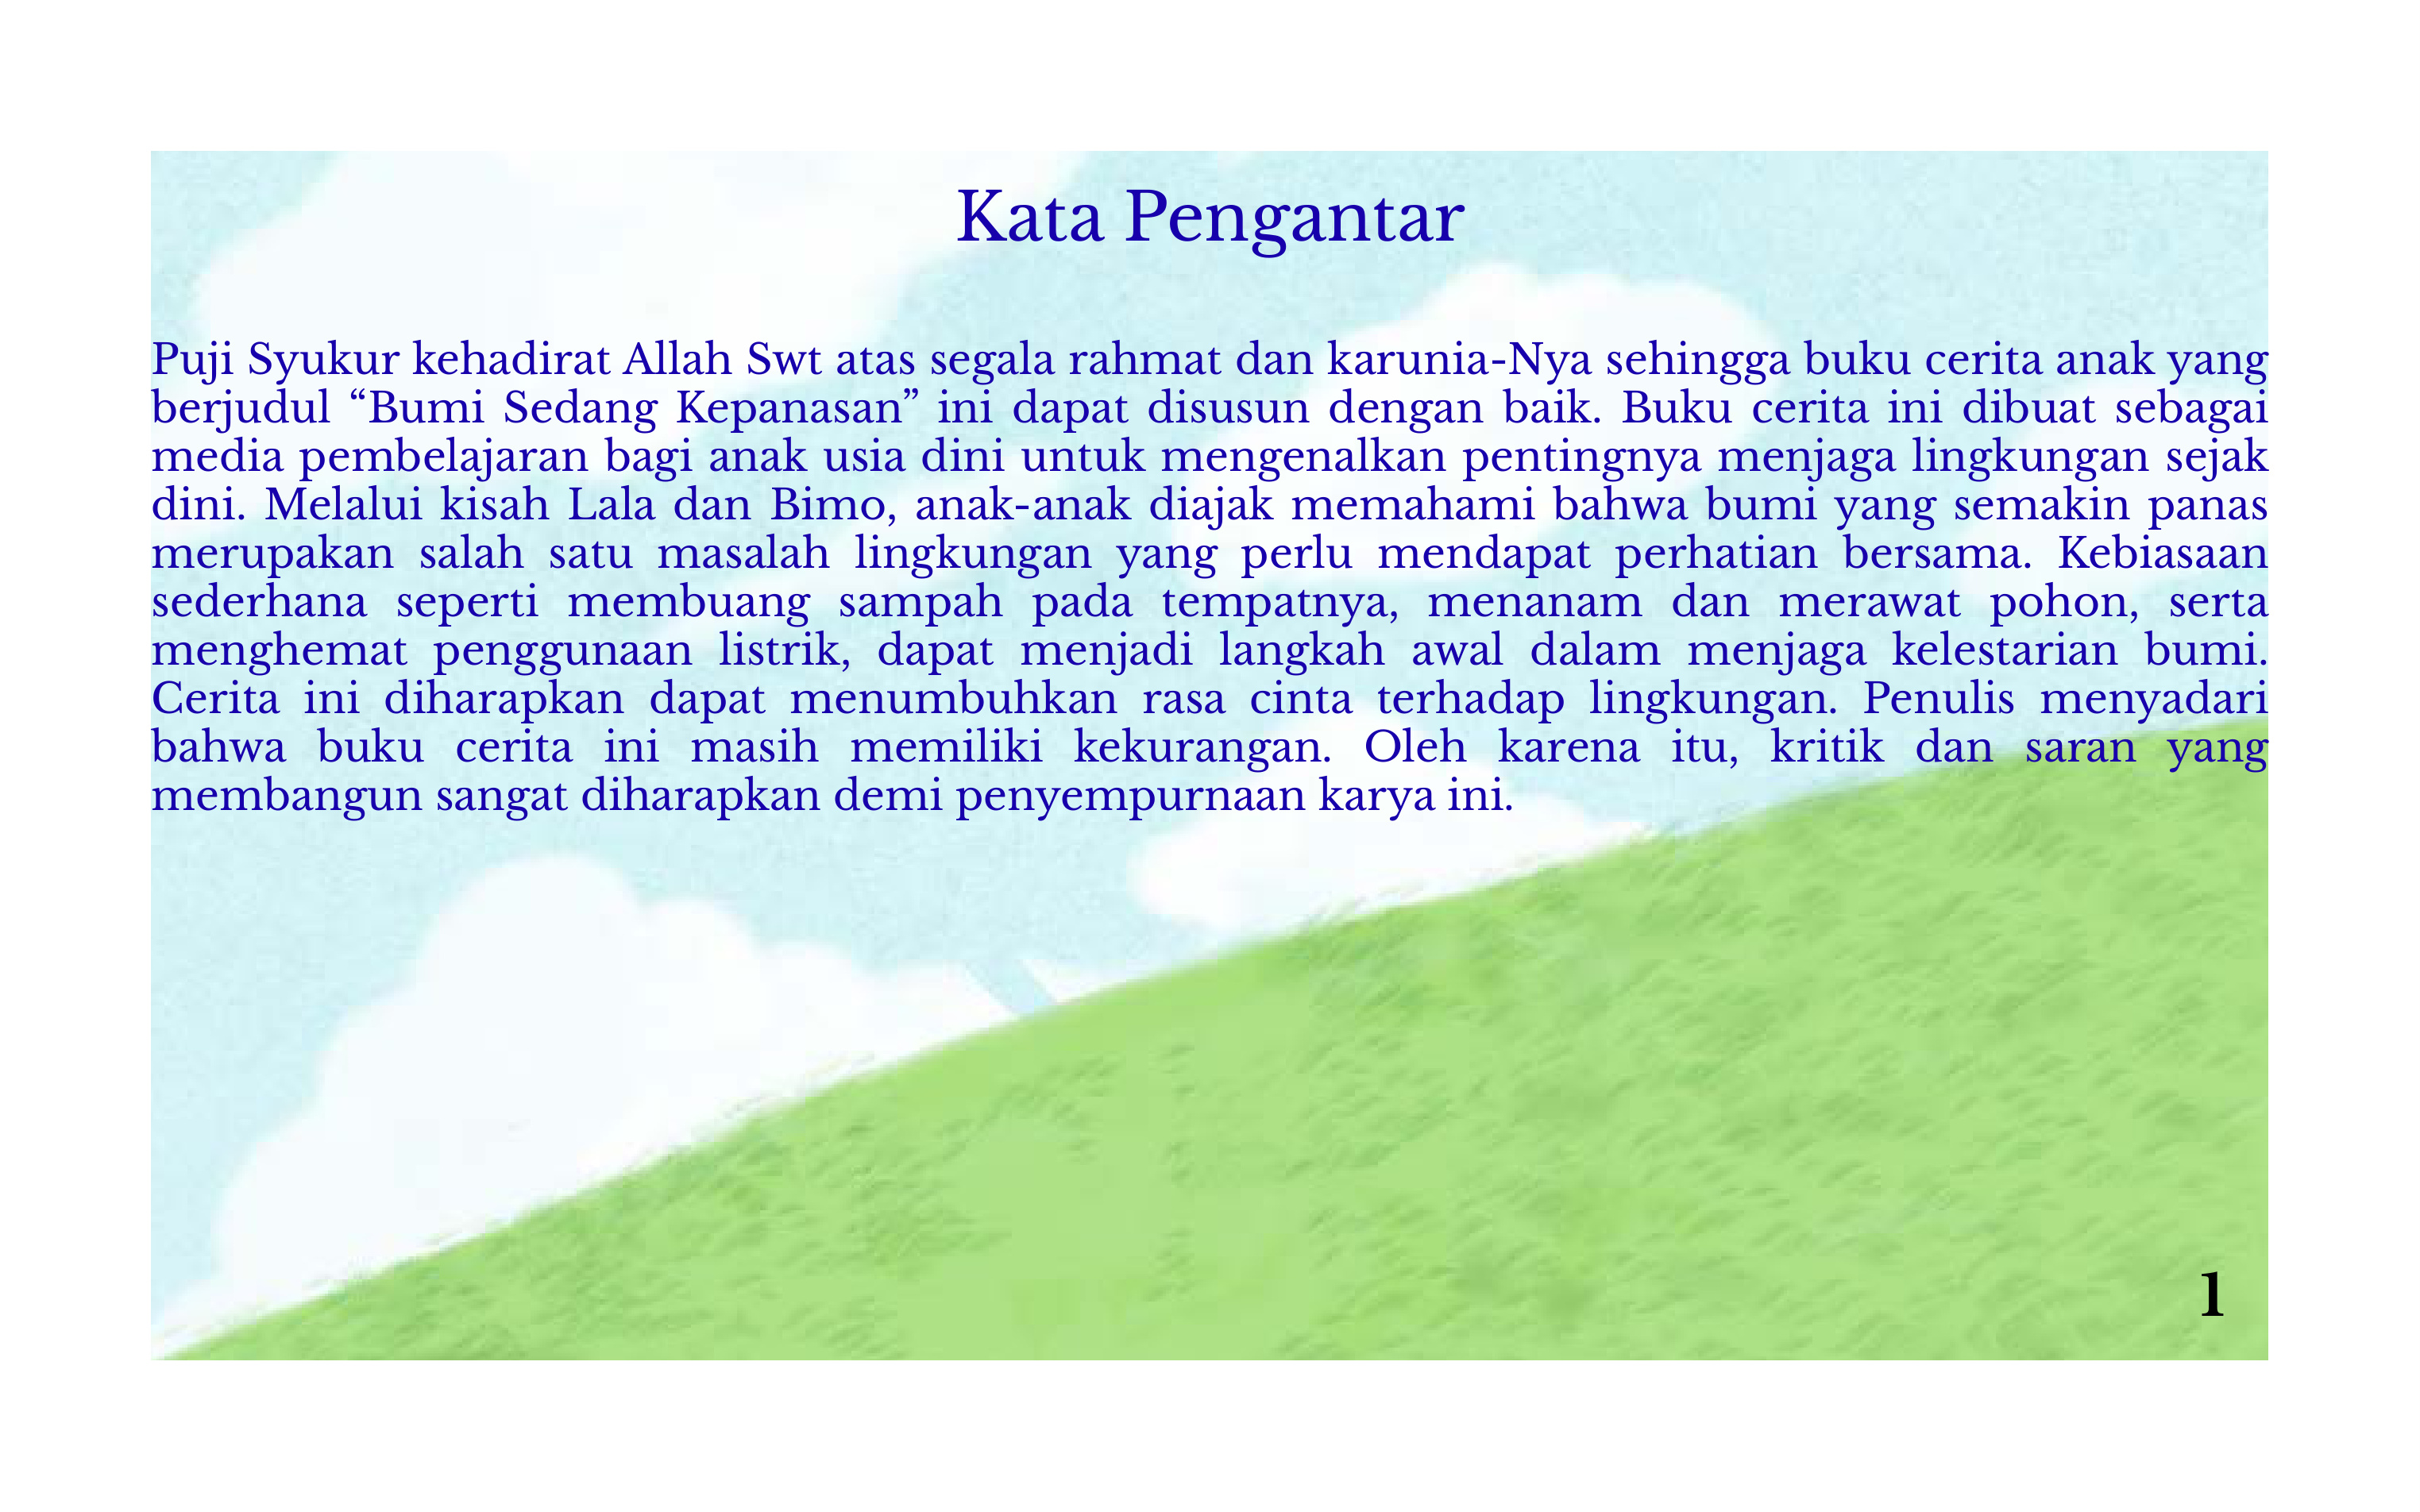 Kata Pengantar
Puji Syukur kehadirat Allah Swt atas segala rahmat dan karunia-Nya sehingga buku cerita anak yang
berjudul “Bumi Sedang Kepanasan” ini dapat disusun dengan baik. Buku cerita ini dibuat sebagai
media pembelajaran bagi anak usia dini untuk mengenalkan pentingnya menjaga lingkungan sejak
dini. Melalui kisah Lala dan Bimo, anak-anak diajak memahami bahwa bumi yang semakin panas
merupakan salah satu masalah lingkungan yang perlu mendapat perhatian bersama. Kebiasaan
sederhana seperti membuang sampah pada tempatnya, menanam dan merawat pohon, serta
menghemat penggunaan listrik, dapat menjadi langkah awal dalam menjaga kelestarian bumi.
Cerita ini diharapkan dapat menumbuhkan rasa cinta terhadap lingkungan. Penulis menyadari
bahwa buku cerita ini masih memiliki kekurangan. Oleh karena itu, kritik dan saran yang
membangun sangat diharapkan demi penyempurnaan karya ini.
1